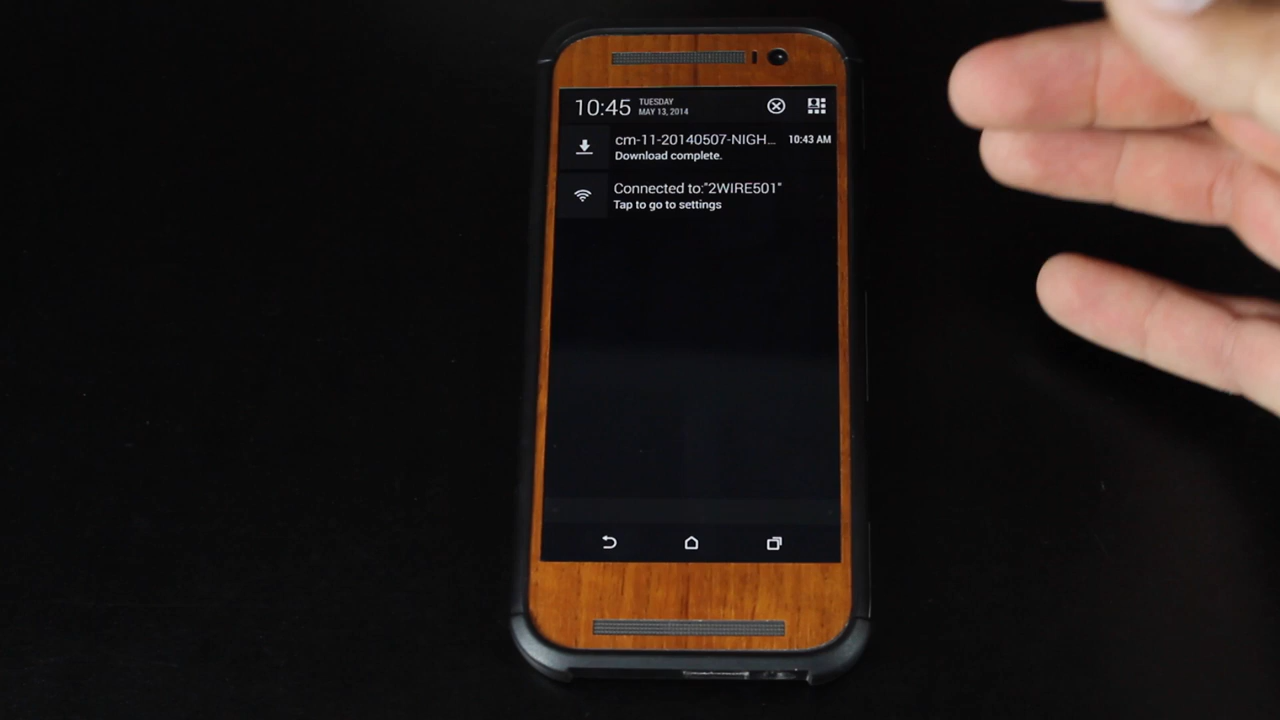 10:45
TUESDAY
MAY 13, 2014
cm-11-20140507-NIGH... 10:43 AM
Download complete.
Connected to:"2WIRE501"
Tap to go to settings